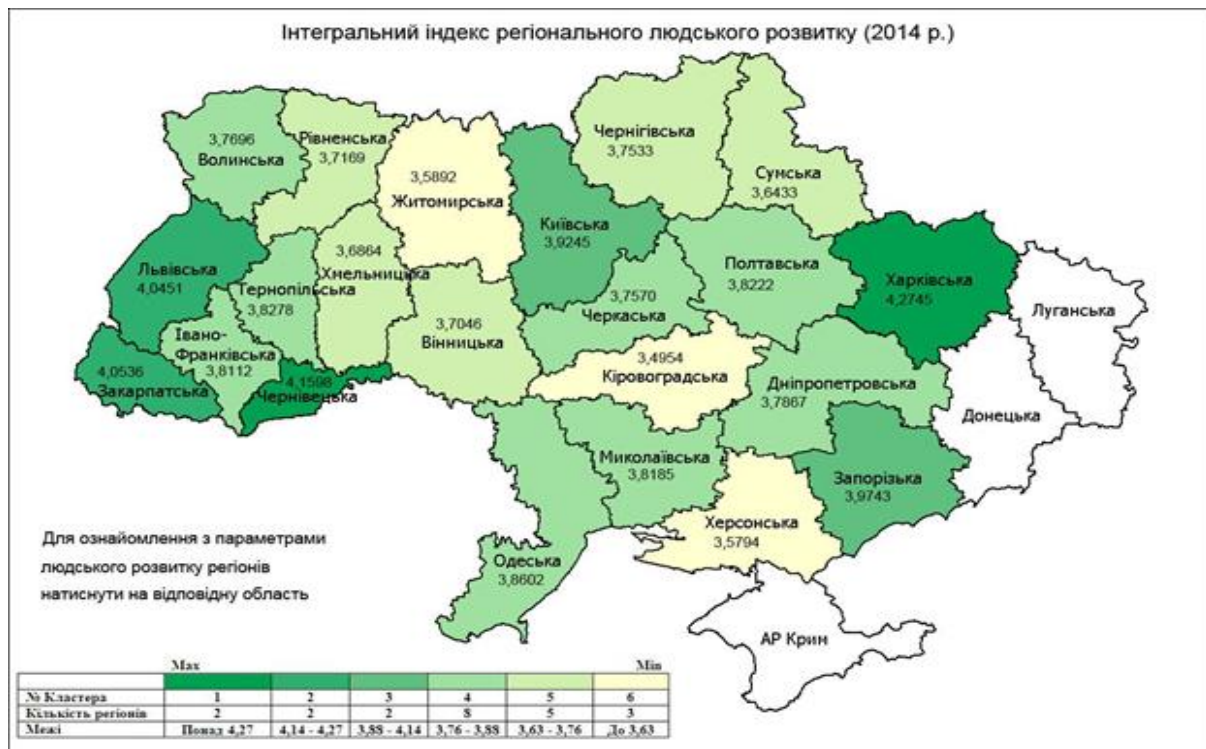 Інтегральний індекс регіонального людського розвитку (2014 р.)
3,7696
Волинська
Рівненська
3,7169
3,5892
Житонирська
Київська
3,9245
Чернігівська
3,7533
Сумська
3,6433
Львівська
4,0451
Тернопільська
3,8278
3,6864
Хмельницька
3,7046
Вінницька
3,7570
Черкаська
Полтавська
3,8222
Харківська
4,2745
Луганська
Івано-
Франківська
3,8112
4,0536
Закарпатська
4,1598
Чернівецька
3,4954
Кіровоградська
Дніпропетровська
3,7867
Донецька
Миколаївська
3,8185
Запорізька
3,9743
Херсонська
3,5794
Одеська
3,8602
АР Крин
Для ознайомлення з параметрами
людського розвитку регіонів
натиснути на відповідну область
Max Min
№ Кластера 1 2 3 4 5 6
Кількість регіонів 2 2 2 8 5 3
Межі Понад 4,27 4,14 - 4,27 3,88 - 4,14 3,76 - 3,88 3,63 - 3,76 До 3,63